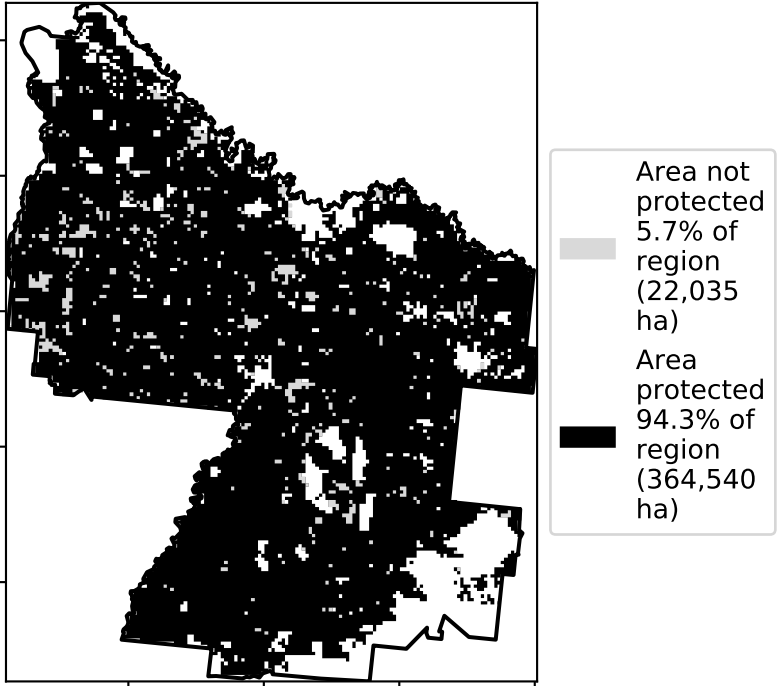 Area not
protected
5.7% of
region
(22,035
ha)
Area
protected
94.3% of
region
(364,540
ha)